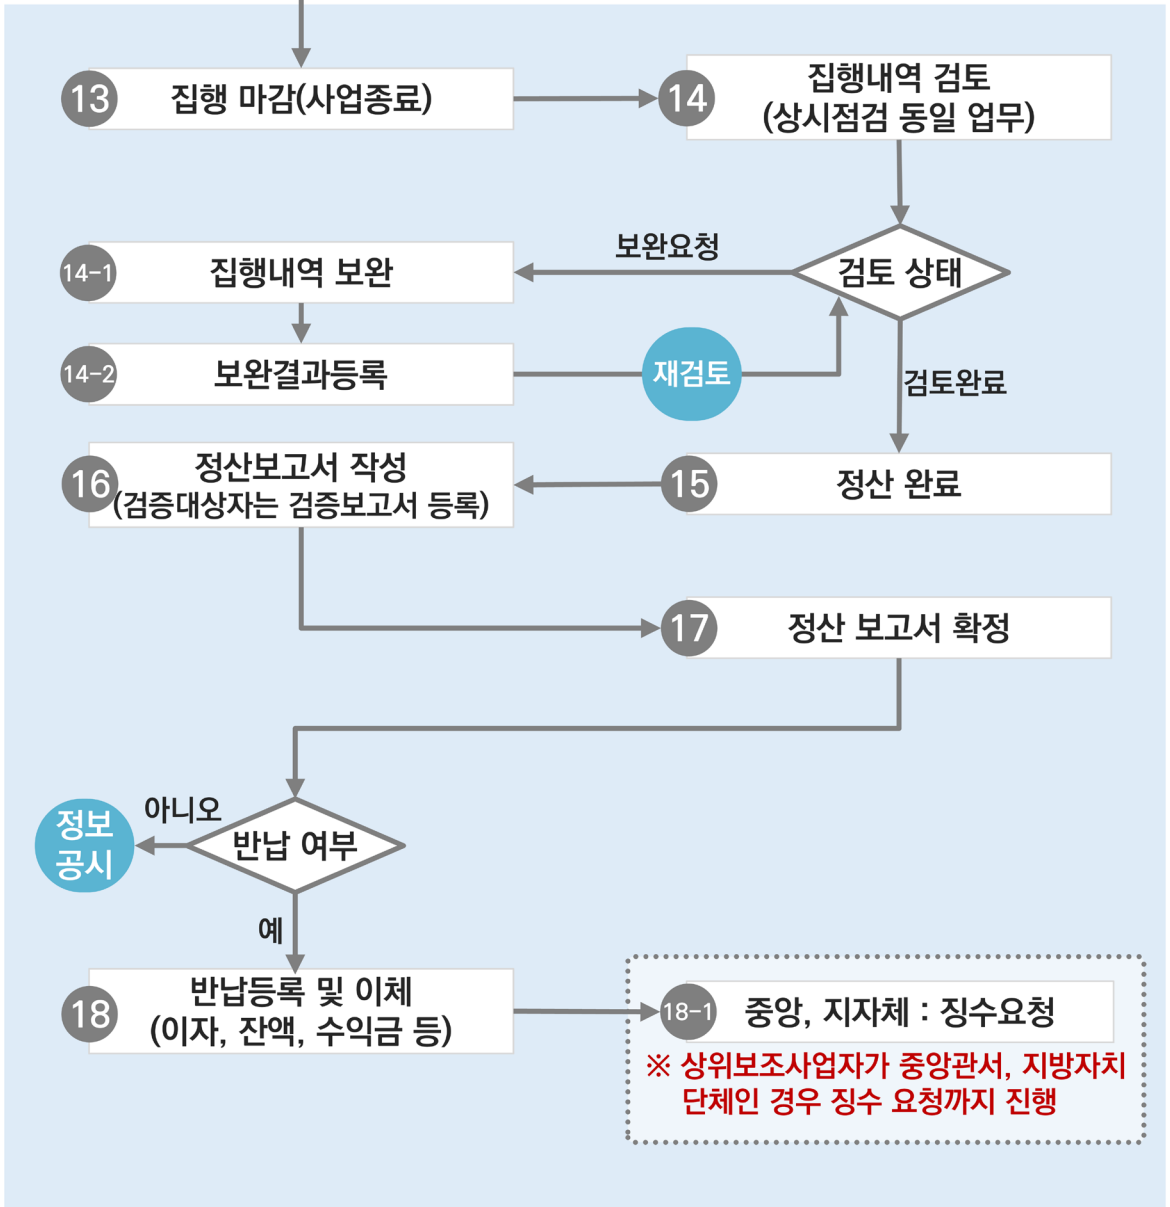 13
집행 마감(사업종료)
14
집행내역 검토
(상시점검 동일 업무)
검토 상태
보완요청
14-1
집행내역 보완
14-2
보완결과등록
재검토
검토완료
15
정산 완료
16
정산보고서 작성
(검증대상자는 검증보고서 등록)
17
정산 보고서 확정
반납 여부
아니오
정보
공시
예
18
반납등록 및 이체
(이자, 잔액, 수익금 등)
18-1
중앙, 지자체 : 징수요청
※ 상위보조사업자가 중앙관서, 지방자치
단체인 경우 징수 요청까지 진행